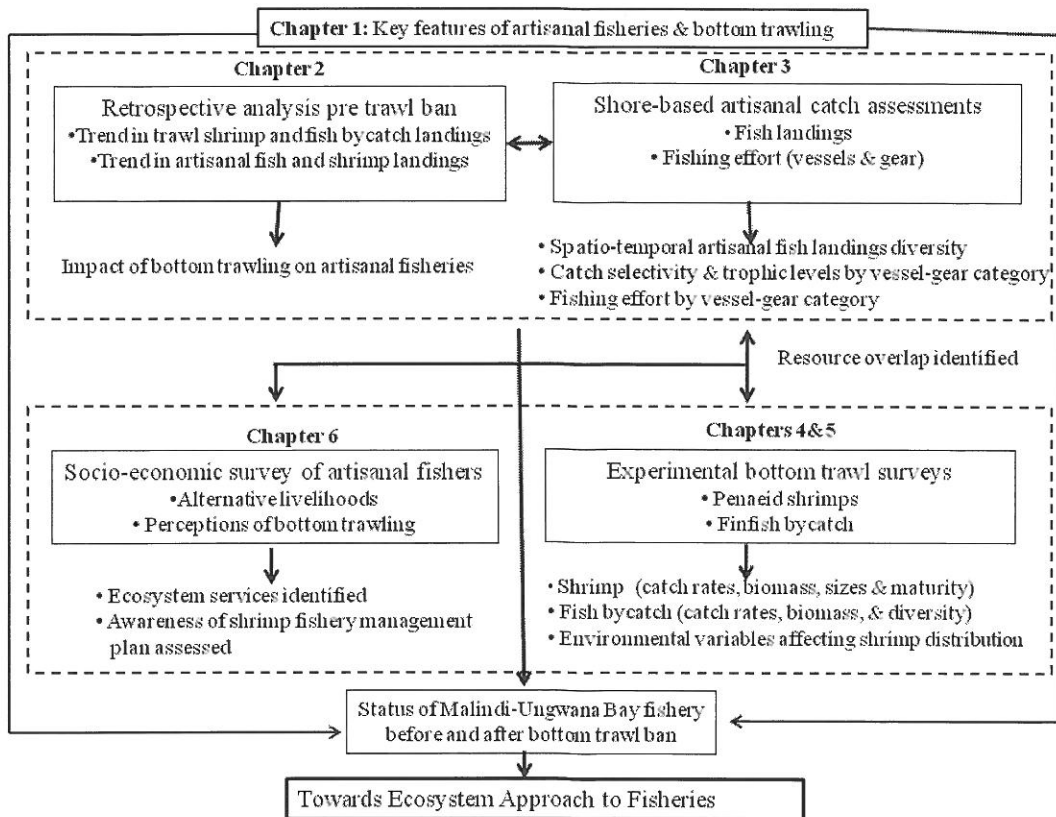 Chapter 1: Key features of artisanal fisheries & bottom trawling
Chapter 2
Retrospective analysis pre trawl ban
•Trend in trawl shrimp and fish bycatch landings
•Trend in artisanal fish and shrimp landings
Impact of bottom trawling on artisanal fisheries
Chapter 3
Shore-based artisanal catch assessments
• Fish landings
• Fishing effort (vessels & gear)
• Spatio-temporal artisanal fish landings diversity
• Catch selectivity & trophic levels by vessel-gear category
• Fishing effort by vessel-gear category
Resource overlap identified
Chapter 6
Socio-economic survey of artisanal fishers
•Alternative livelihoods
• Perceptions of bottom trawling
• Ecosystem services identified
• Awareness of shrimp fishery management
plan assessed
Chapters 4&5
Experimental bottom trawl surveys
• Penaeid shrimps
• Finfish bycatch
• Shrimp (catch rates, biomass, sizes & maturity)
• Fish bycatch (catch rates, biomass, & diversity)
• Environmental variables affecting shrimp distribution
Status of Malindi-Ungwana Bay fishery
before and after bottom trawl ban
Towards Ecosystem Approach to Fisheries